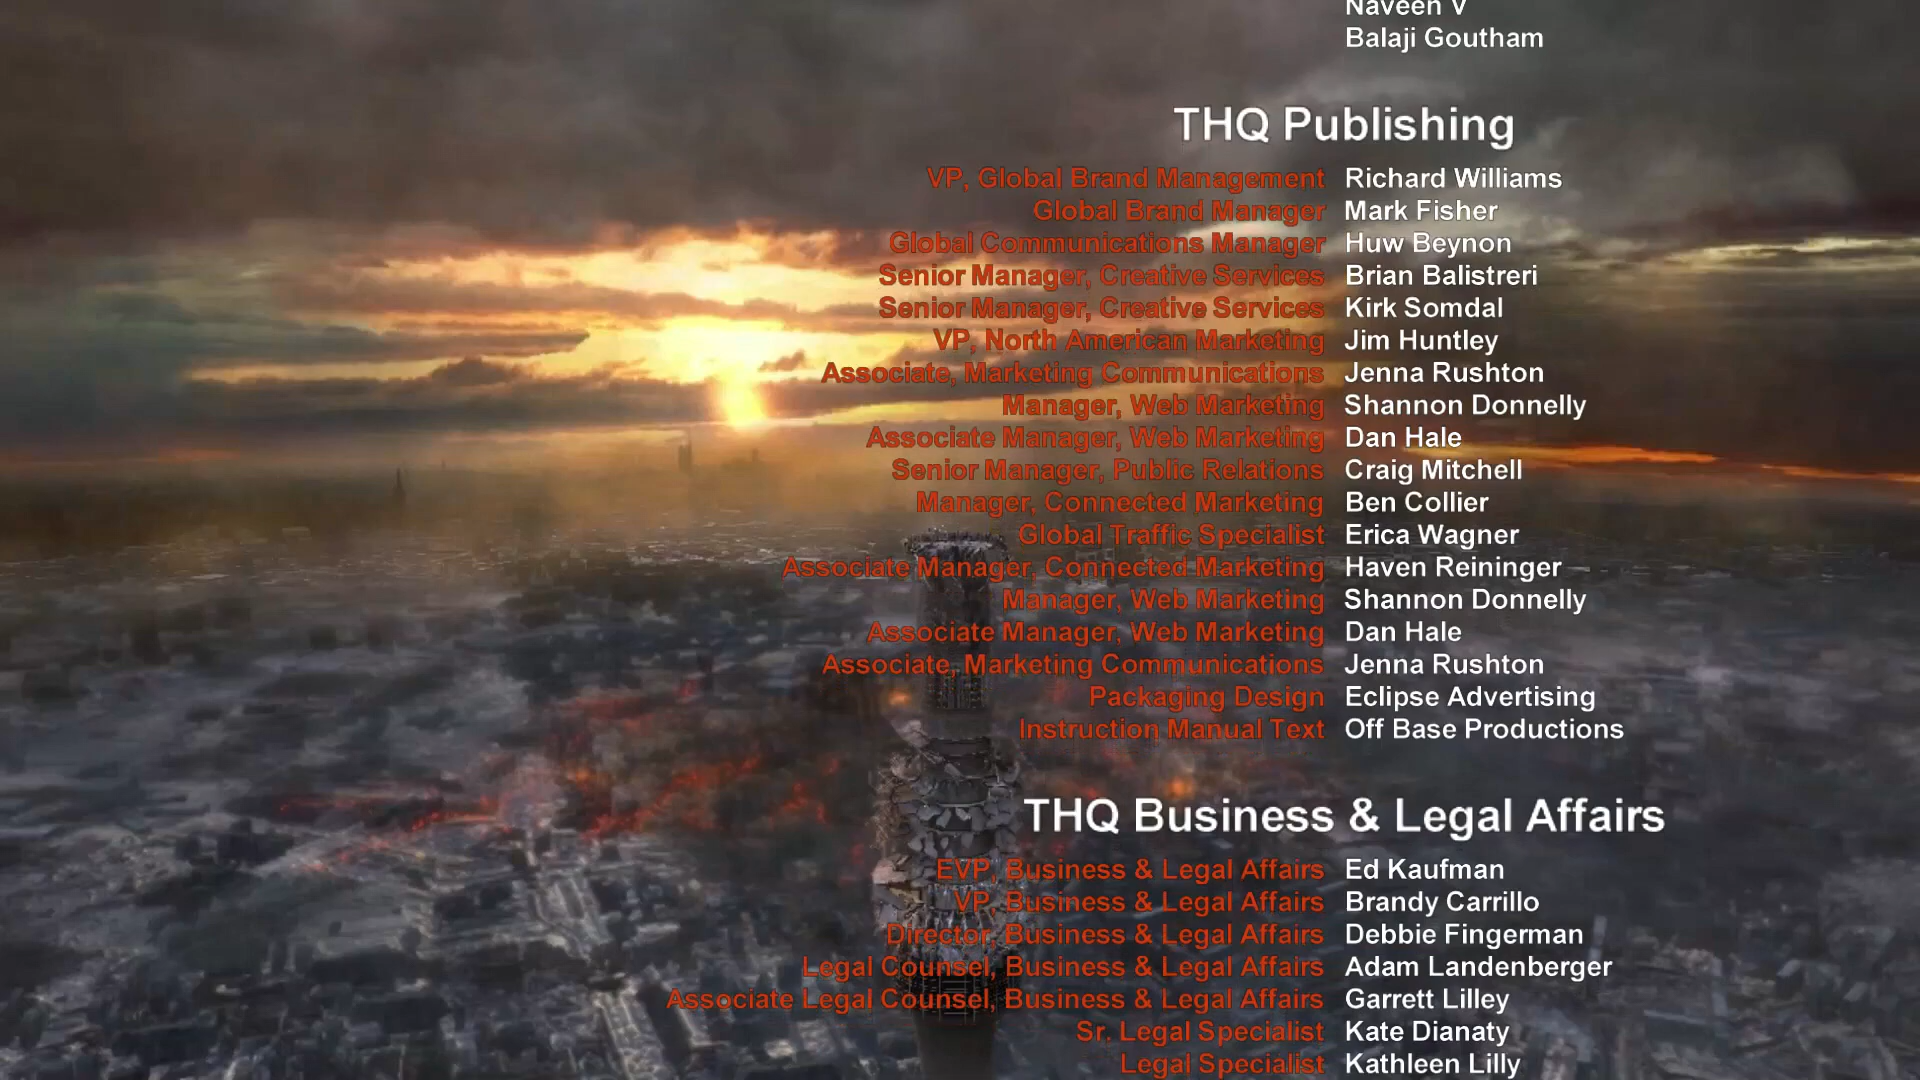 Naveen V
Balaji Goutham
THQ Publishing
VP, Global Brand Management Richard Williams
Global Brand Manager Mark Fisher
Global Communications Manager Huw Beynon
Senior Manager, Creative Services Brian Balistreri
Senior Manager, Creative Services Kirk Somdal
VP, North American Marketing Jim Huntley
Associate, Marketing Communications Jenna Rushton
Manager, Web Marketing Shannon Donnelly
Associate Manager, Web Marketing Dan Hale
Senior Manager, Public Relations Craig Mitchell
Manager, Connected Marketing Ben Collier
Global Traffic Specialist Erica Wagner
Associate Manager, Connected Marketing Haven Reininger
Manager, Web Marketing Shannon Donnelly
Associate Manager, Web Marketing Dan Hale
Associate, Marketing Communications Jenna Rushton
Packaging Design Eclipse Advertising
Instruction Manual Text Off Base Productions
THQ Business & Legal Affairs
EVP, Business & Legal Affairs Ed Kaufman
VP, Business & Legal Affairs Brandy Carrillo
Director, Business & Legal Affairs Debbie Fingerman
Legal Counsel, Business & Legal Affairs Adam Landenberger
Associate Legal Counsel, Business & Legal Affairs Garrett Lilley
Sr. Legal Specialist Kate Dianaty
Legal Specialist Kathleen Lilly